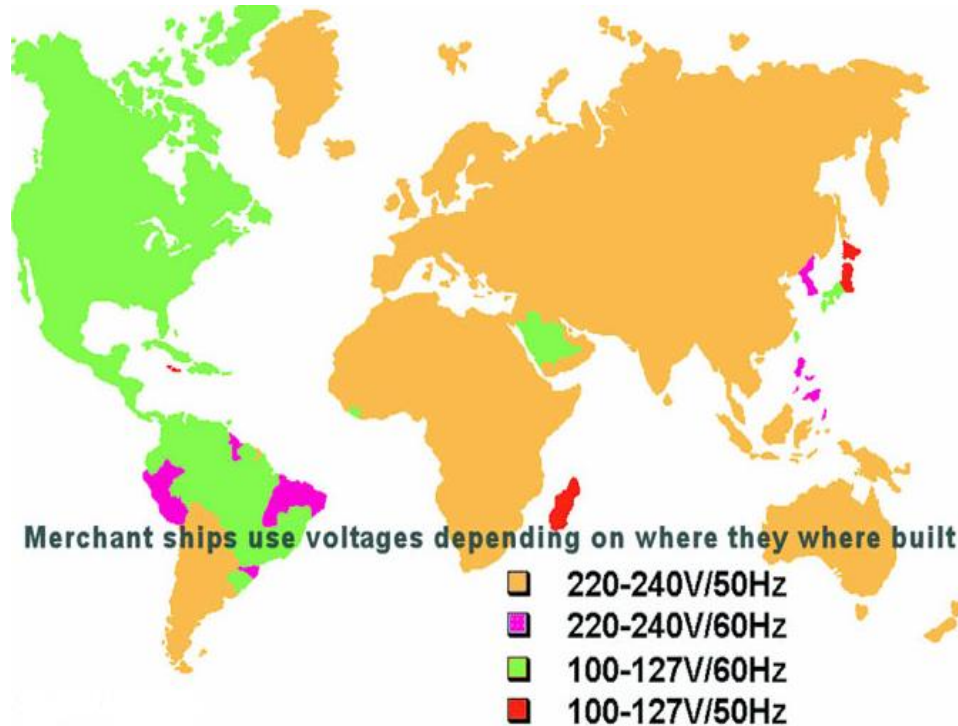 Merchant ships use voltages depending on where they where built
220-240V/50Hz
220-240V/60Hz
100-127V/60Hz
100-127V/50Hz